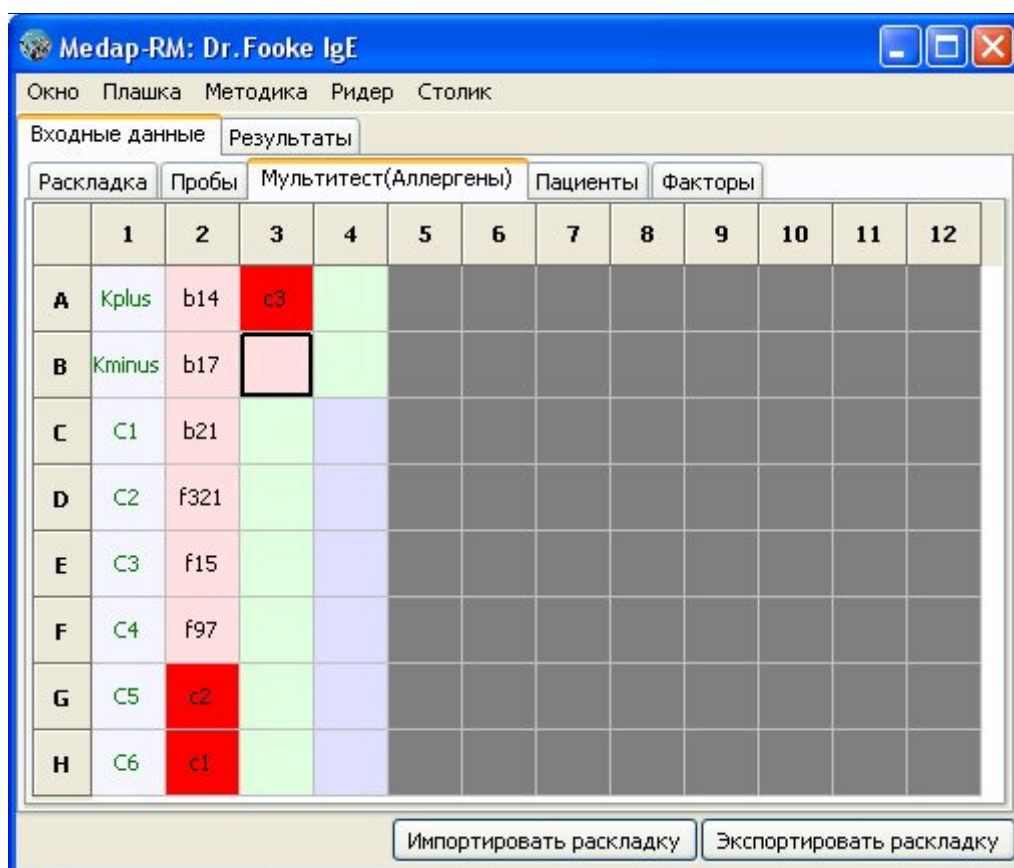 Medap-RM: Dr.Fooke IgE
Окно Плашка Методика Ридер Столик
Входные данные Результаты
Раскладка Пробы Мультитест(Аллергены) Пациенты Факторы
1 2 3 4 5 6 7 8 9 10 11 12
A Kplus b14 c3
B Kminus b17
C C1 b21
D C2 f321
E C3 f15
F C4 f97
G C5 c2
H C6 c1
Импортировать раскладку Экспортировать раскладку